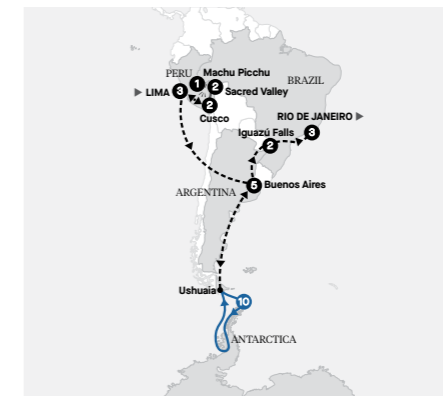 PERU
Machu Picchu
1
BRAZIL
▶ LIMA
3
2
Sacred Valley
2
Cusco
RIO DE JANEIRO ▶
Iguazú Falls
3
2
ARGENTINA
5
Buenos Aires
Ushuaia
10
ANTARCTICA